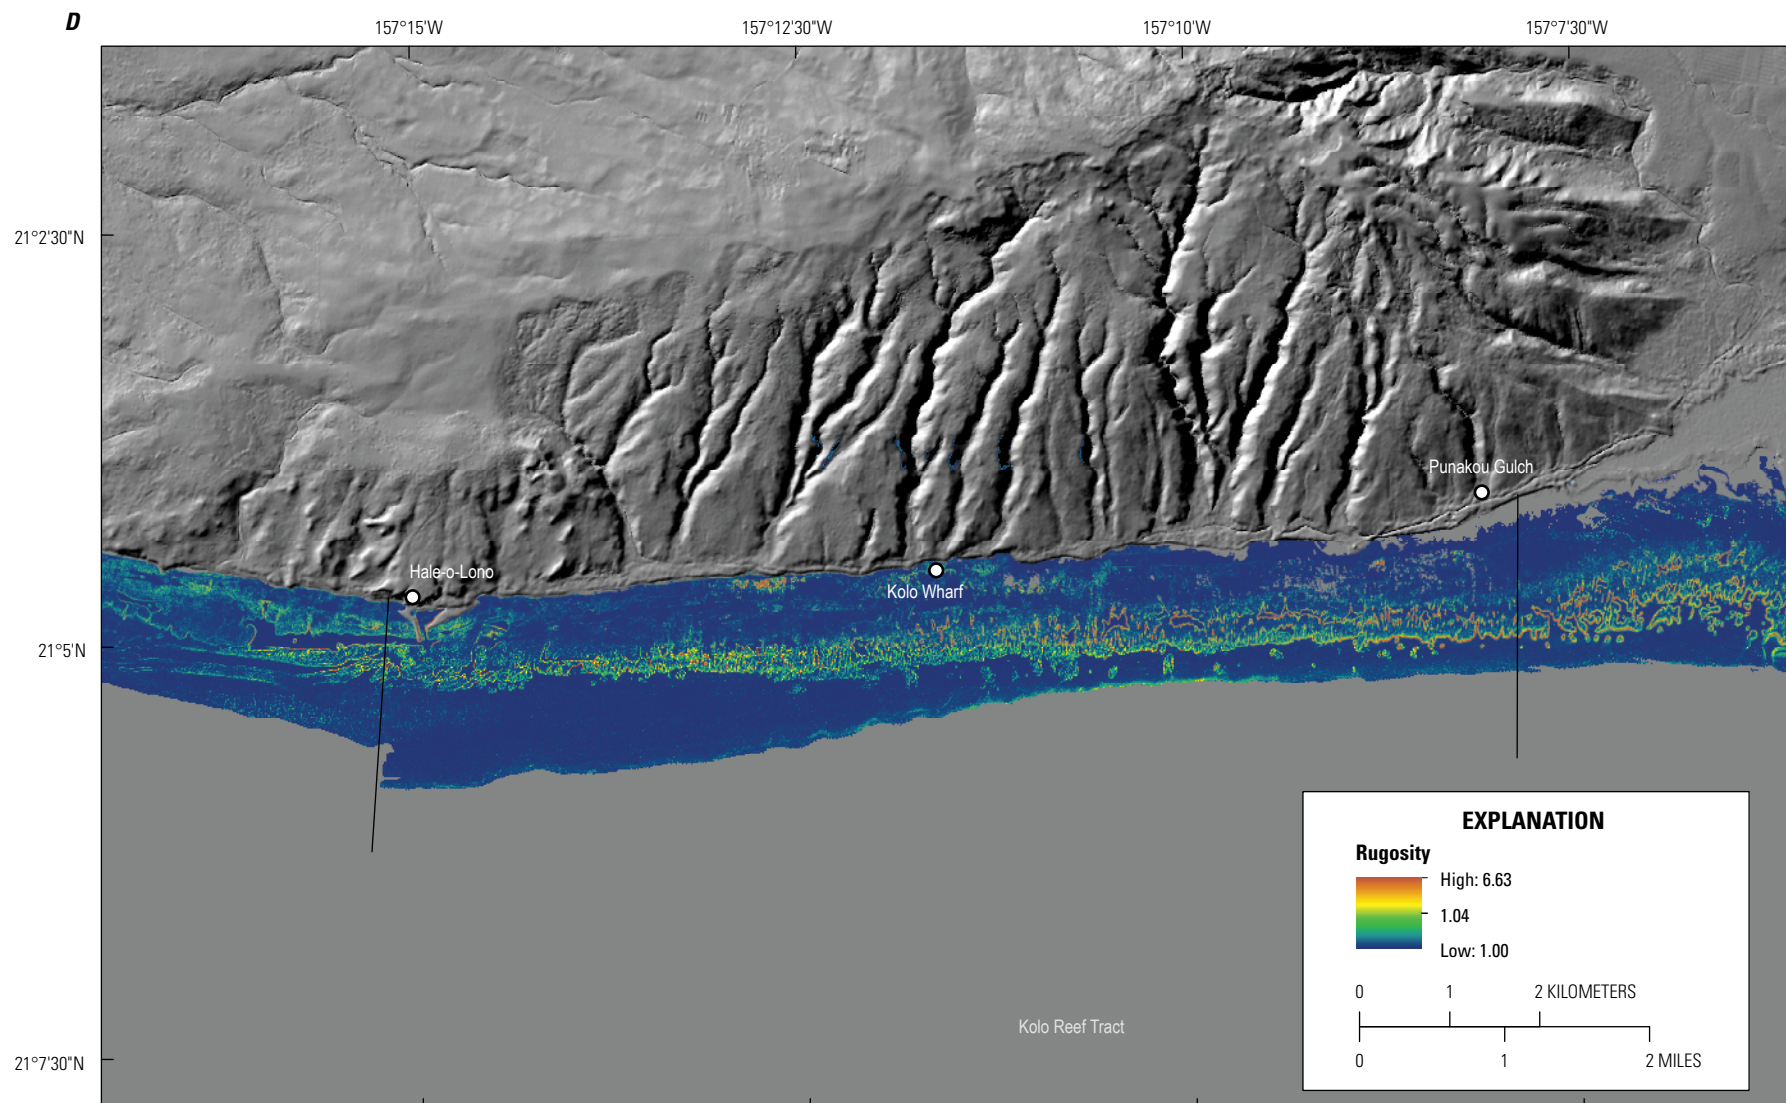 D
157°15'W
157°12'30"W
157°10'W
157°7'30"W
21°2'30"N
Punakou Gulch
Hale-o-Lono
Kolo Wharf
21°5'N
EXPLANATION
Rugosity
High: 6.63
1.04
Low: 1.00
0 1 2 KILOMETERS
0 1 2 MILES
Kolo Reef Tract
21°7'30"N